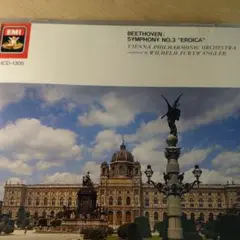 EMI
BEETHOVEN:
SYMPHONY NO.3 "EROICA"
VIENNA PHILHARMONIC ORCHESTRA
WILHELM FURTWÄNGLER